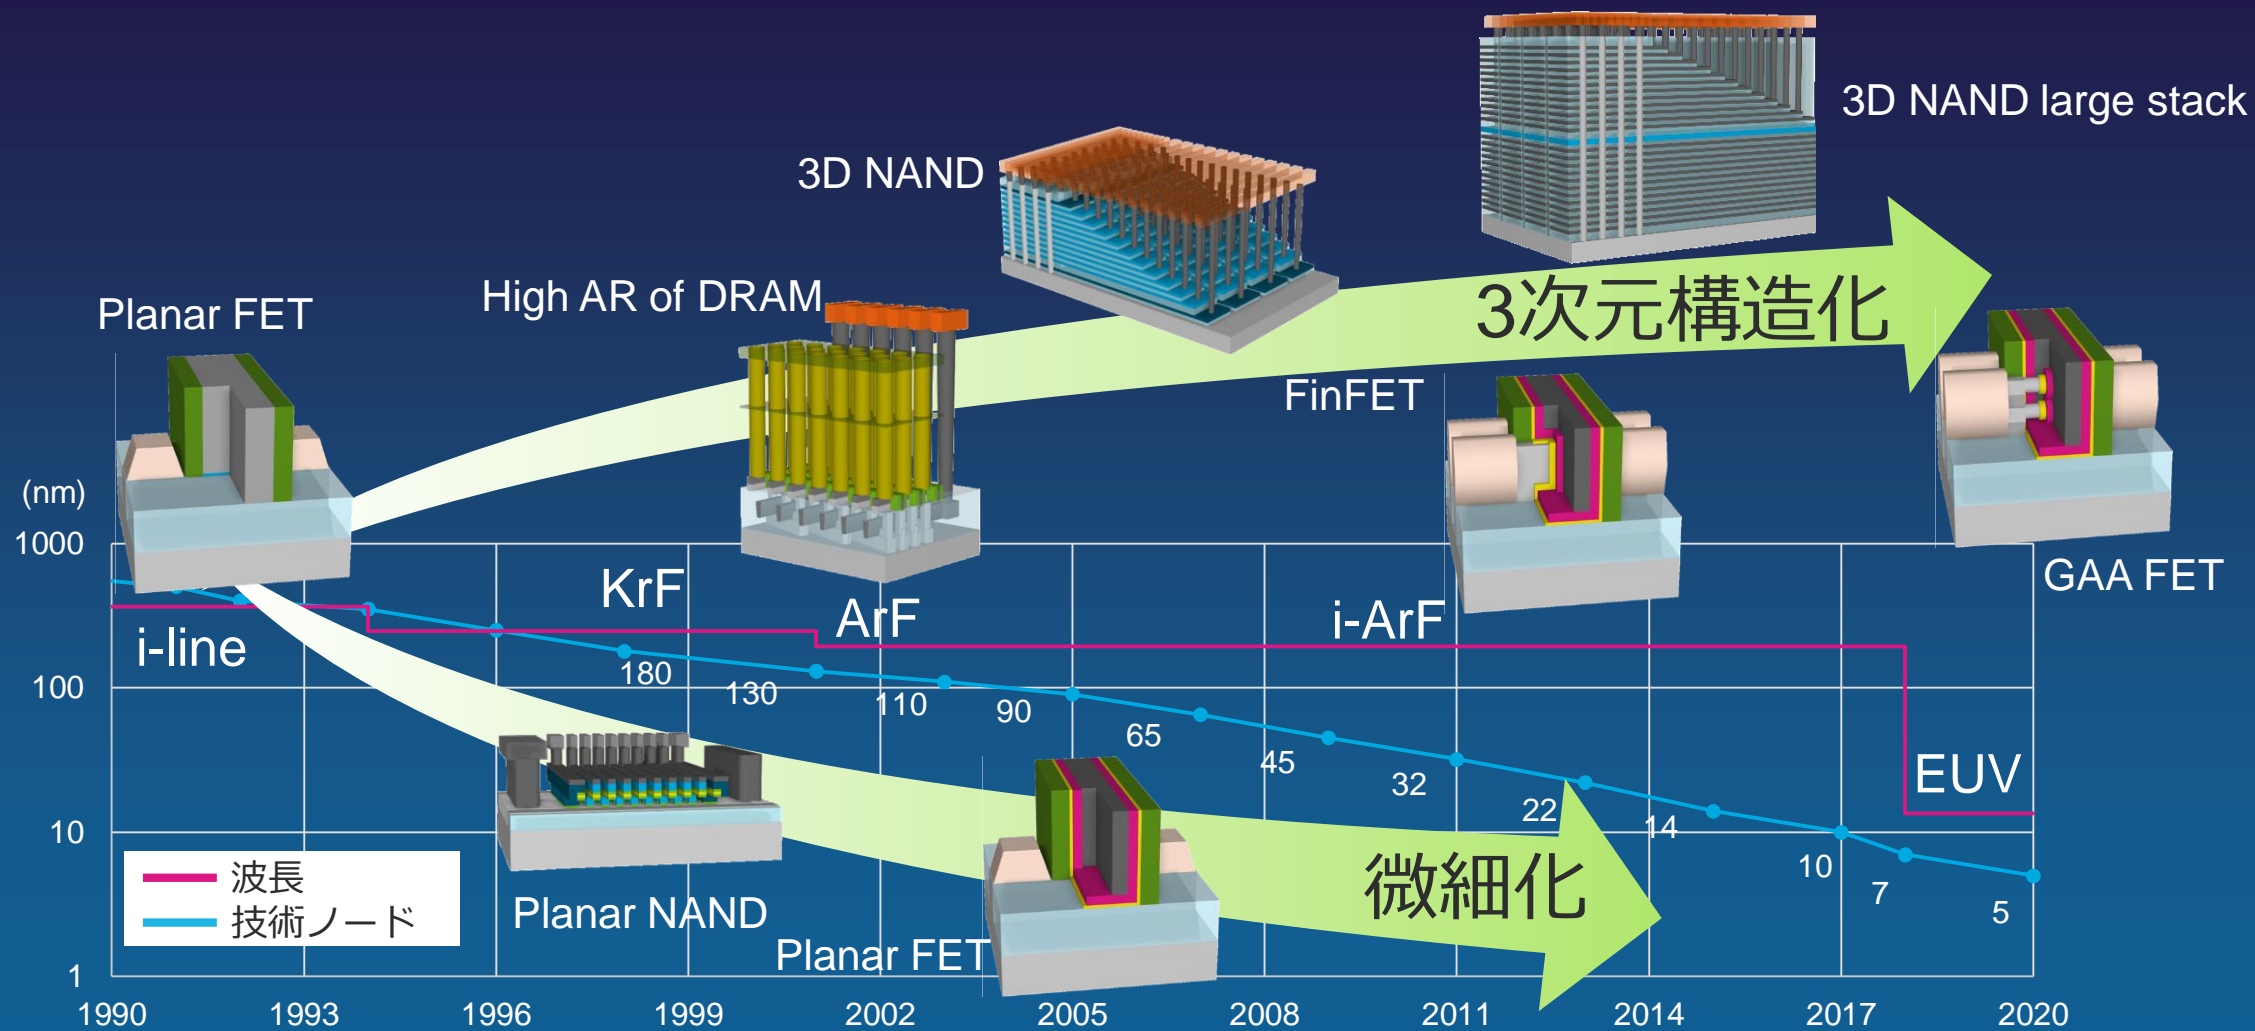 3D NAND large stack
3D NAND
High AR of DRAM
Planar FET
3次元構造化
FinFET
(nm)
1000
GAA FET
KrF
ArF
i-ArF
i-line
180
130
110
90
65
45
32
22
14
10
7
5
100
EUV
10
微細化
波長
技術ノード
Planar NAND
Planar FET
1
1990
1993
1996
1999
2002
2005
2008
2011
2014
2017
2020